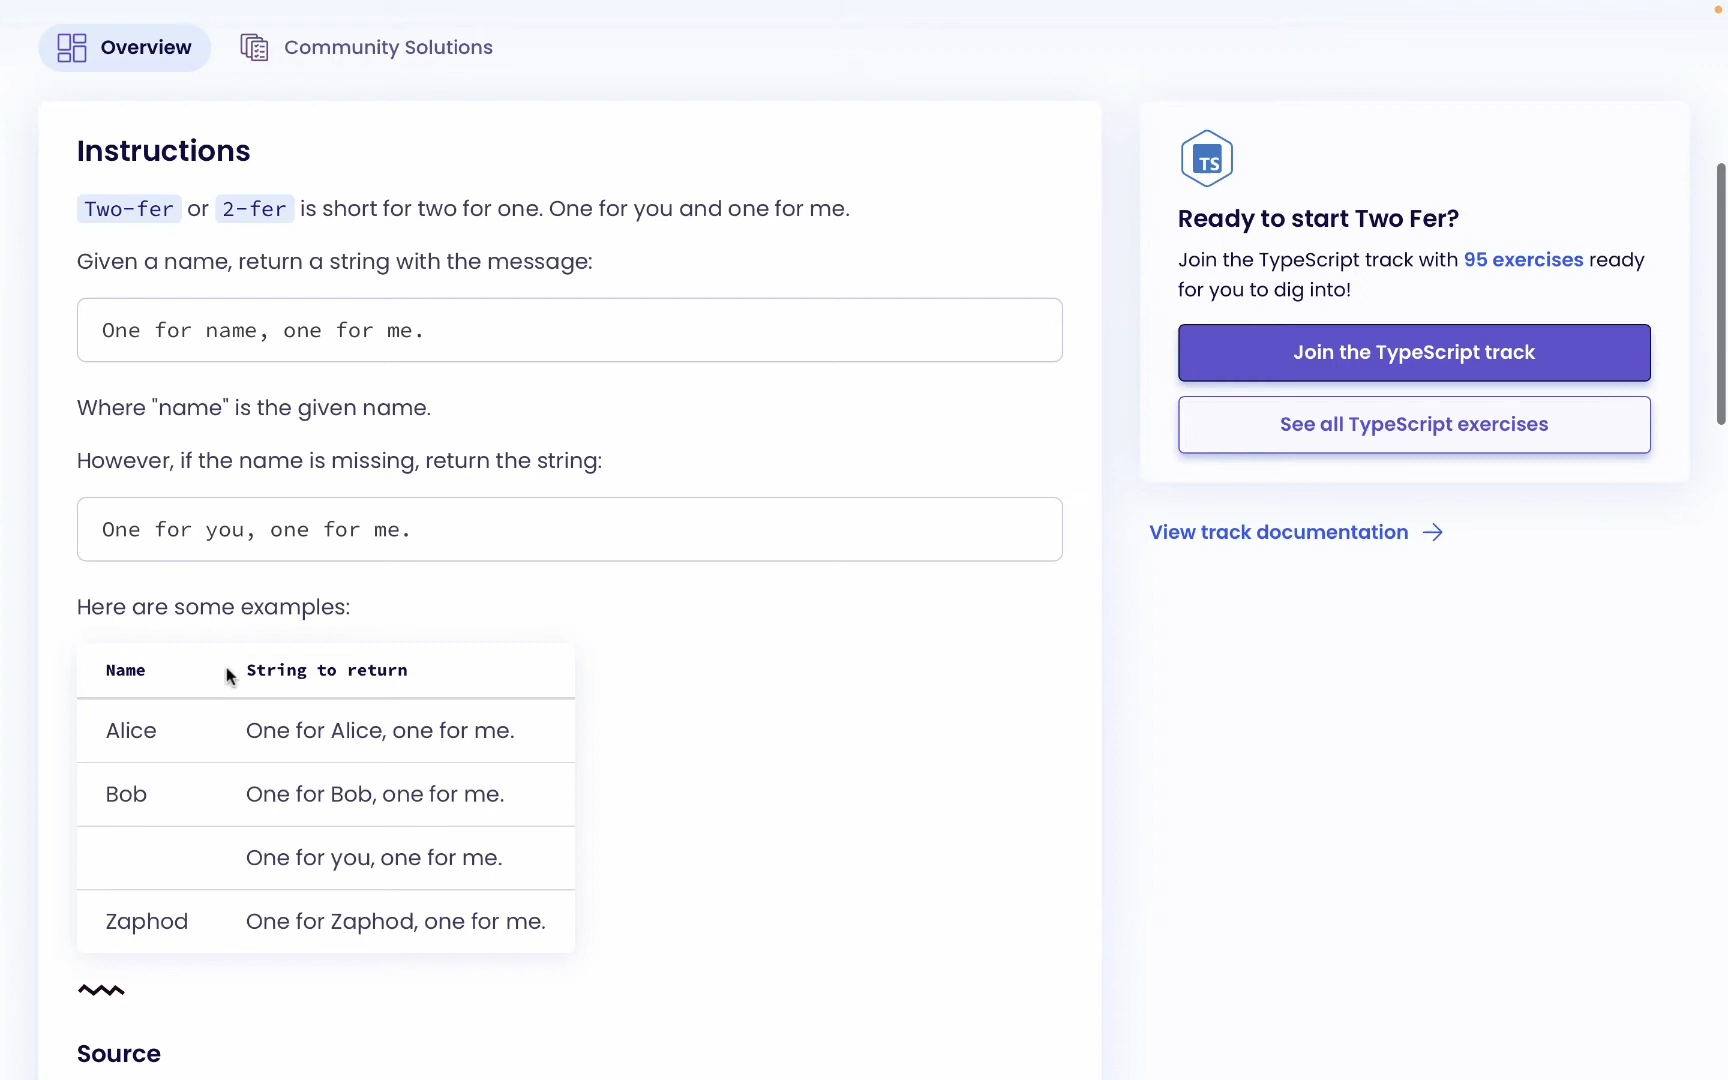 Overview
Community Solutions
Instructions
Two-fer or 2-fer is short for two for one. One for you and one for me.
Given a name, return a string with the message:
One for name, one for me.
Where "name" is the given name.
However, if the name is missing, return the string:
One for you, one for me.
Here are some examples:
Name String to return
Alice One for Alice, one for me.
Bob One for Bob, one for me.
One for you, one for me.
Zaphod One for Zaphod, one for me.
Source
TS
Ready to start Two Fer?
Join the TypeScript track with 95 exercises ready
for you to dig into!
Join the TypeScript track
See all TypeScript exercises
View track documentation